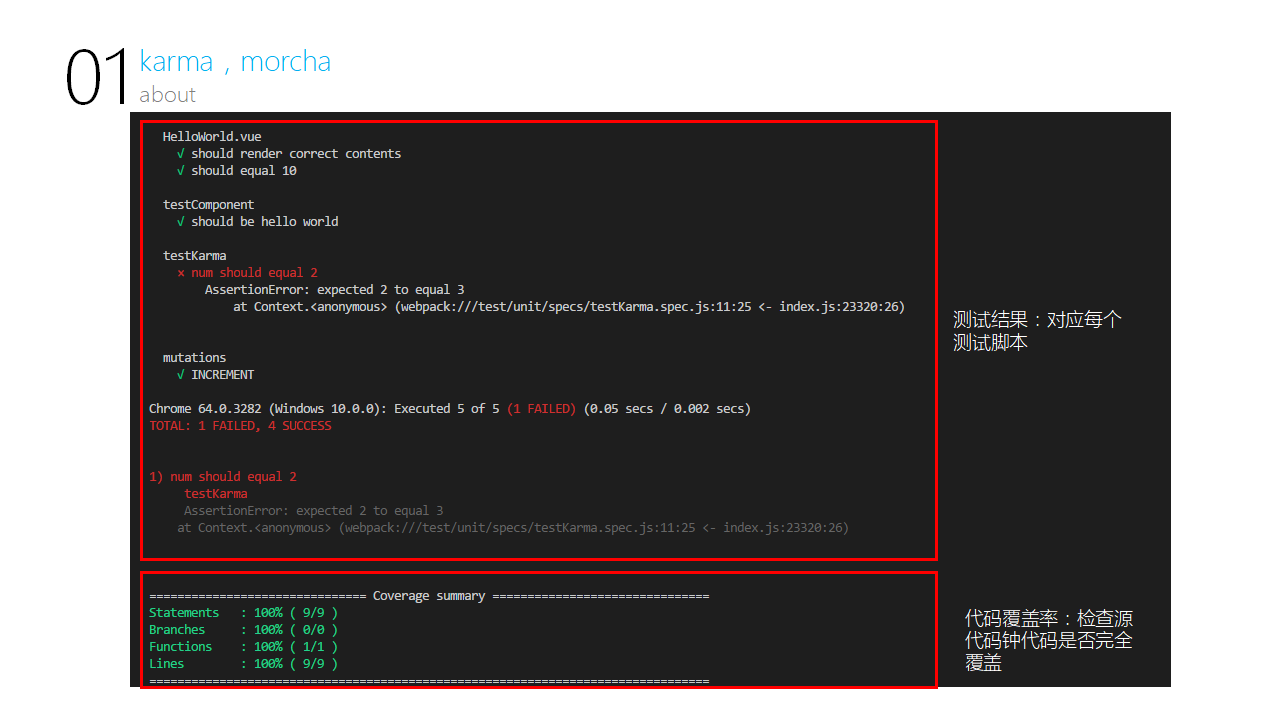 01
karma , morcha
about
HelloWorld.vue
√ should render correct contents
√ should equal 10
testComponent
√ should be hello world
testKarma
× num should equal 2
AssertionError: expected 2 to equal 3
at Context.<anonymous> (webpack:///test/unit/specs/testKarma.spec.js:11:25 <- index.js:23320:26)
mutations
√ INCREMENT
Chrome 64.0.3282 (Windows 10.0.0): Executed 5 of 5 (1 FAILED) (0.05 secs / 0.002 secs)
TOTAL: 1 FAILED, 4 SUCCESS
1) num should equal 2
testKarma
AssertionError: expected 2 to equal 3
at Context.<anonymous> (webpack:///test/unit/specs/testKarma.spec.js:11:25 <- index.js:23320:26)
测试结果：对应每个
测试脚本
=============================== Coverage summary ===============================
Statements : 100% ( 9/9 )
Branches : 100% ( 0/0 )
Functions : 100% ( 1/1 )
Lines : 100% ( 9/9 )
================================================================================
代码覆盖率：检查源
代码钟代码是否完全
覆盖